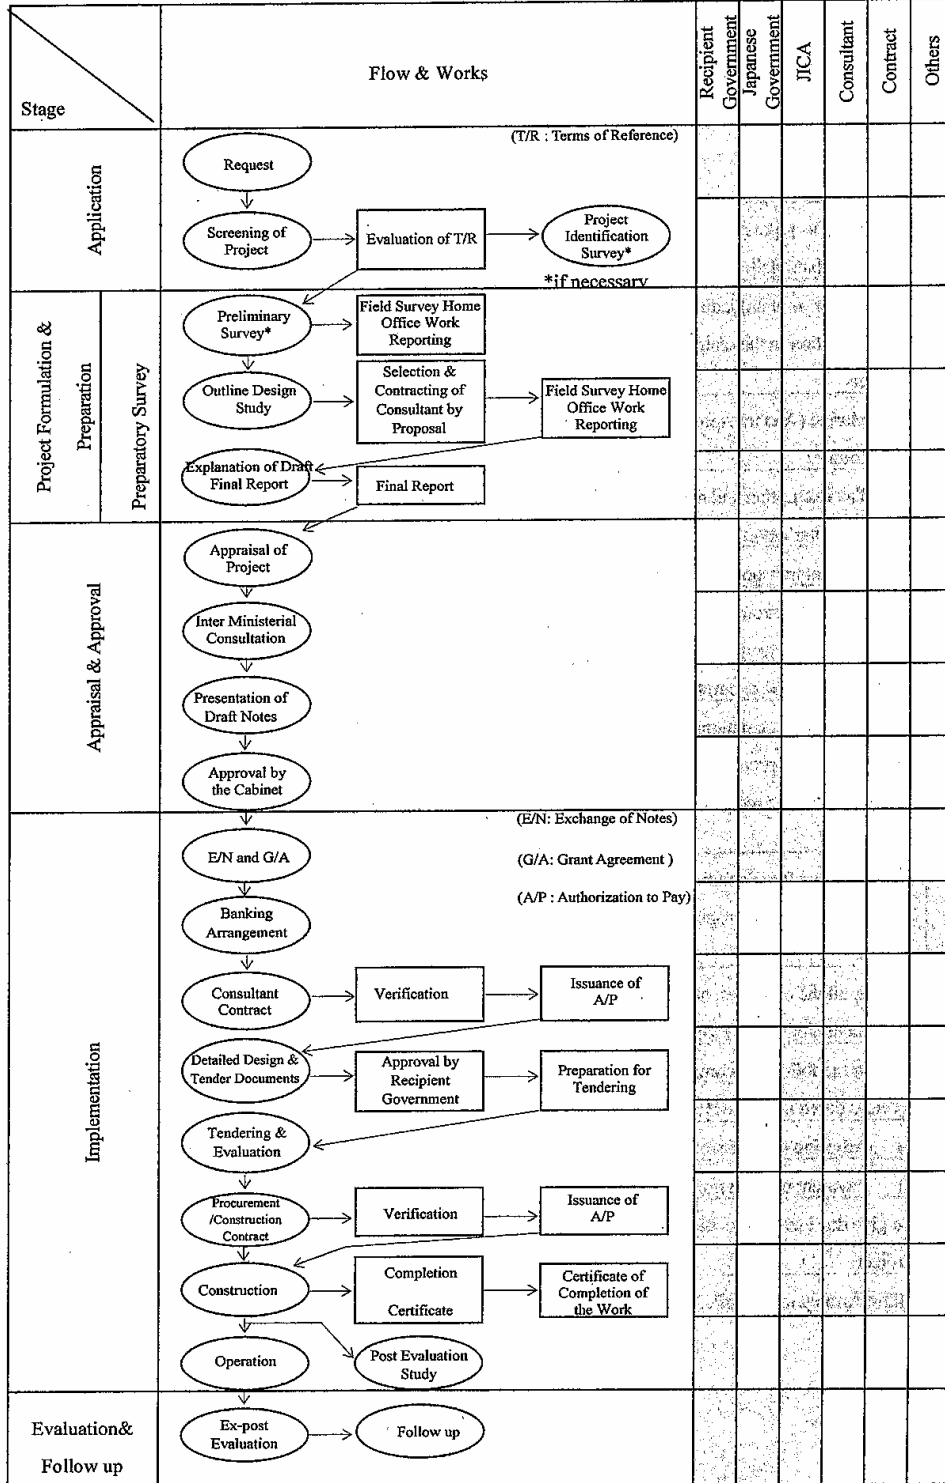 Stage
Flow & Works
Recipient
Government
Japanese
Government
JICA
Consultant
Contract
Others
Application
(T/R : Terms of Reference)
Request
Screening of
Project
Evaluation of T/R
Project
Identification
Survey*
*if necessary
Project Formulation &
Preparation
Preparatory Survey
Preliminary
Survey*
Field Survey Home
Office Work
Reporting
Outline Design
Study
Selection &
Contracting of
Consultant by
Proposal
Field Survey Home
Office Work
Reporting
Explanation of Draft
Final Report
Final Report
Appraisal & Approval
Appraisal of
Project
Inter Ministerial
Consultation
Presentation of
Draft Notes
Approval by
the Cabinet
Implementation
(E/N: Exchange of Notes)
E/N and G/A
(G/A: Grant Agreement )
(A/P : Authorization to Pay)
Banking
Arrangement
Consultant
Contract
Verification
Issuance of
A/P
Detailed Design &
Tender Documents
Approval by
Recipient
Government
Preparation for
Tendering
Tendering &
Evaluation
Procurement
/Construction
Contract
Verification
Issuance of
A/P
Construction
Completion
Certificate
Certificate of
Completion of
the Work
Operation
Post Evaluation
Study
Evaluation&
Follow up
Ex-post
Evaluation
Follow up